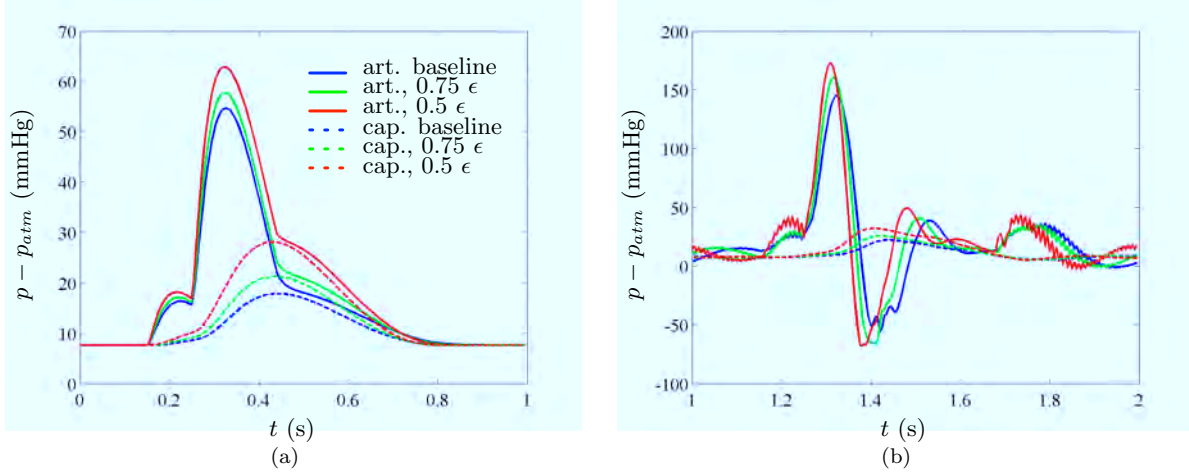 70
60
50
40
30
20
10
0
0 0.2 0.4 0.6 0.8 1
p − p_atm (mmHg)
t (s)
art. baseline
art., 0.75 ϵ
art., 0.5 ϵ
cap. baseline
cap., 0.75 ϵ
cap., 0.5 ϵ
(a)
200
150
100
50
0
-50
-100
1 1.2 1.4 1.6 1.8 2
p − p_atm (mmHg)
t (s)
(b)